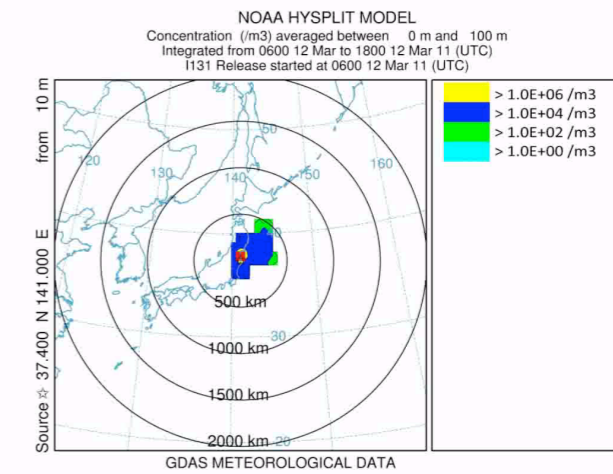 NOAA HYSPLIT MODEL
Concentration (/m3) averaged between 0 m and 100 m
Integrated from 0600 12 Mar to 1800 12 Mar 11 (UTC)
I131 Release started at 0600 12 Mar 11 (UTC)
Source ☆ 37.400 N 141.000 E from 10 m
> 1.0E+06 /m3
> 1.0E+04 /m3
> 1.0E+02 /m3
> 1.0E+00 /m3
50
120
130
140
150
160
500 km
30
1000 km
1500 km
2000 km
20
GDAS METEOROLOGICAL DATA